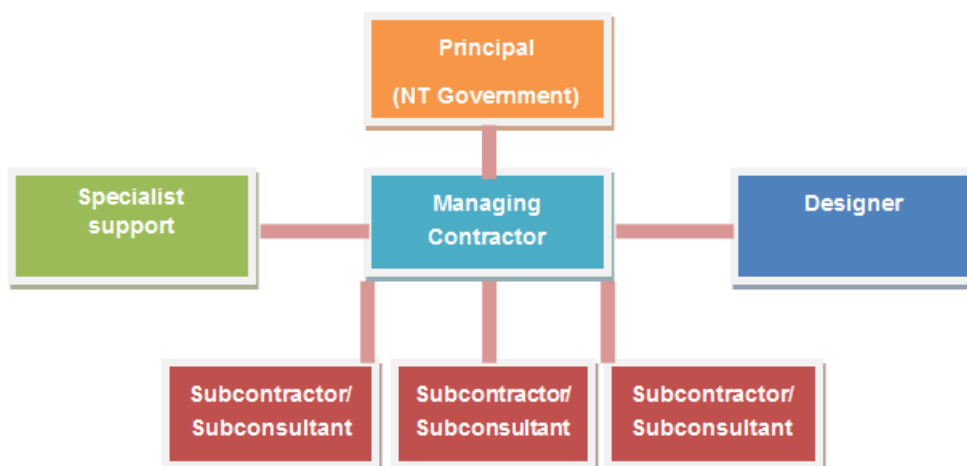 Principal
(NT Government)
Specialist
support
Managing
Contractor
Designer
Subcontractor/
Subconsultant
Subcontractor/
Subconsultant
Subcontractor/
Subconsultant